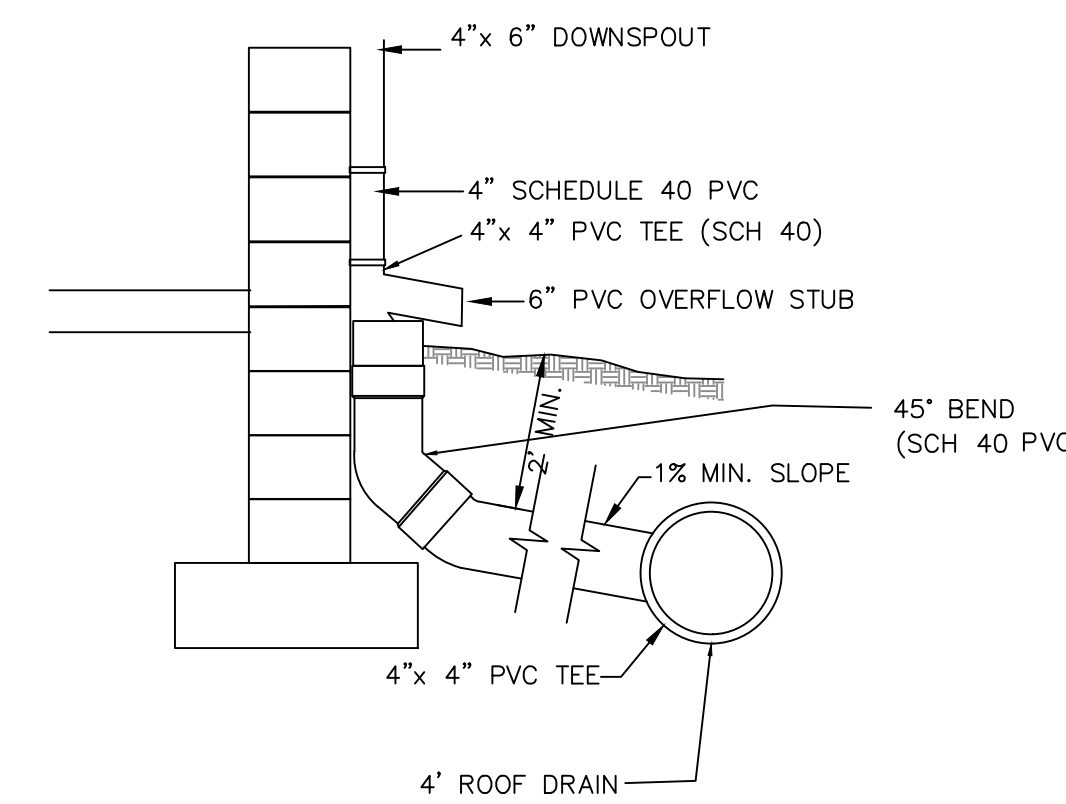 4”x 6” DOWNSPOUT
4” SCHEDULE 40 PVC
4”x 4” PVC TEE (SCH 40)
6” PVC OVERFLOW STUB
2' MIN.
45° BEND
(SCH 40 PVC
1% MIN. SLOPE
4”x 4” PVC TEE
4' ROOF DRAIN